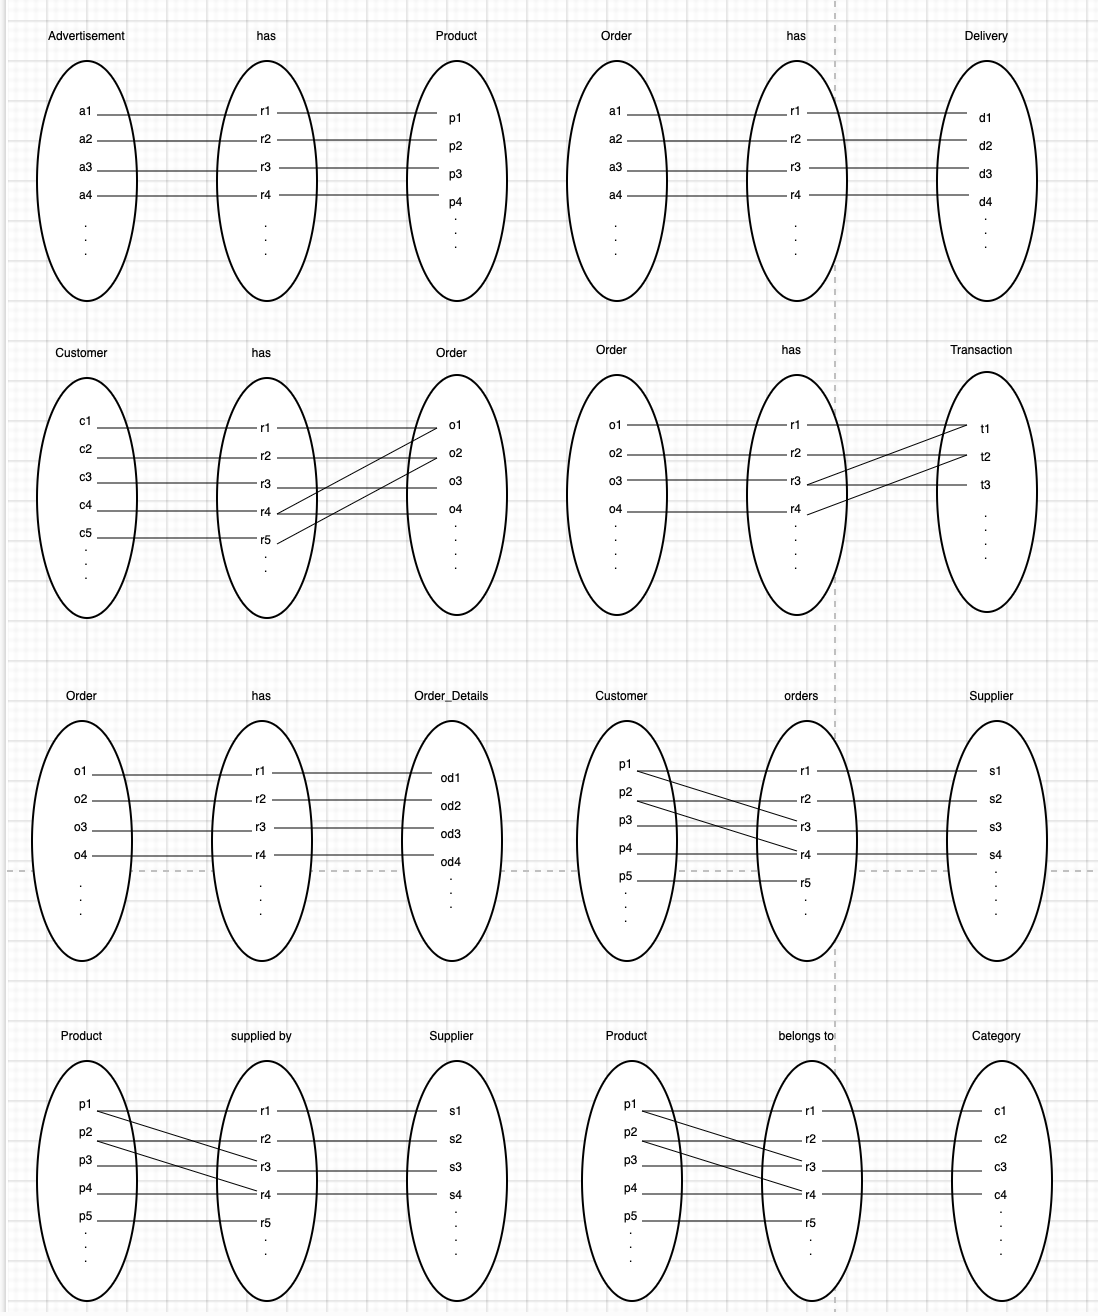 Advertisement has Product Order has Delivery
a1 r1 p1 a1 r1 d1
a2 r2 p2 a2 r2 d2
a3 r3 p3 a3 r3 d3
a4 r4 p4 a4 r4 d4
Customer has Order Order has Transaction
c1 r1 o1 o1 r1 t1
c2 r2 o2 o2 r2 t2
c3 r3 o3 o3 r3 t3
c4 r4 o4 o4 r4
c5 r5
Order has Order_Details Customer orders Supplier
o1 r1 od1 p1 r1 s1
o2 r2 od2 p2 r2 s2
o3 r3 od3 p3 r3 s3
o4 r4 od4 p4 r4 s4
p5 r5
Product supplied by Supplier Product belongs to Category
p1 r1 s1 p1 r1 c1
p2 r2 s2 p2 r2 c2
p3 r3 s3 p3 r3 c3
p4 r4 s4 p4 r4 c4
p5 r5 p5 r5